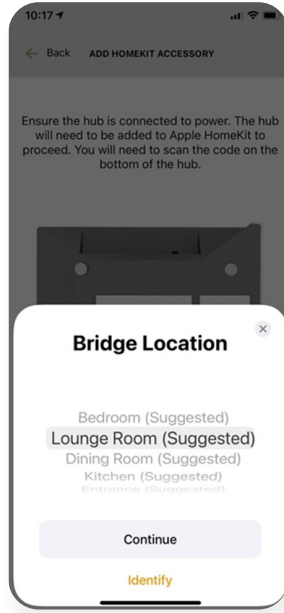 10:17
Back ADD HOMEKIT ACCESSORY
Ensure the hub is connected to power. The hub
will need to be added to Apple HomeKit to
proceed. You will need to scan the code on the
bottom of the hub.
Bridge Location
Bedroom (Suggested)
Lounge Room (Suggested)
Dining Room (Suggested)
Kitchen (Suggested)
Entrance (Suggested)
Continue
Identify